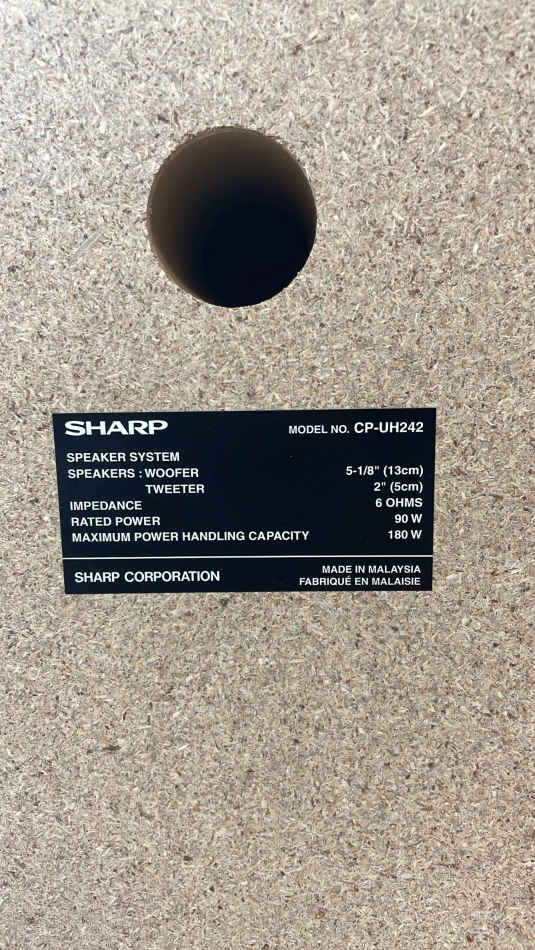 SHARP MODEL NO. CP-UH242
SPEAKER SYSTEM
SPEAKERS : WOOFER 5-1/8" (13cm)
TWEETER 2" (5cm)
IMPEDANCE 6 OHMS
RATED POWER 90 W
MAXIMUM POWER HANDLING CAPACITY 180 W
SHARP CORPORATION MADE IN MALAYSIA
FABRIQUÉ EN MALAISIE